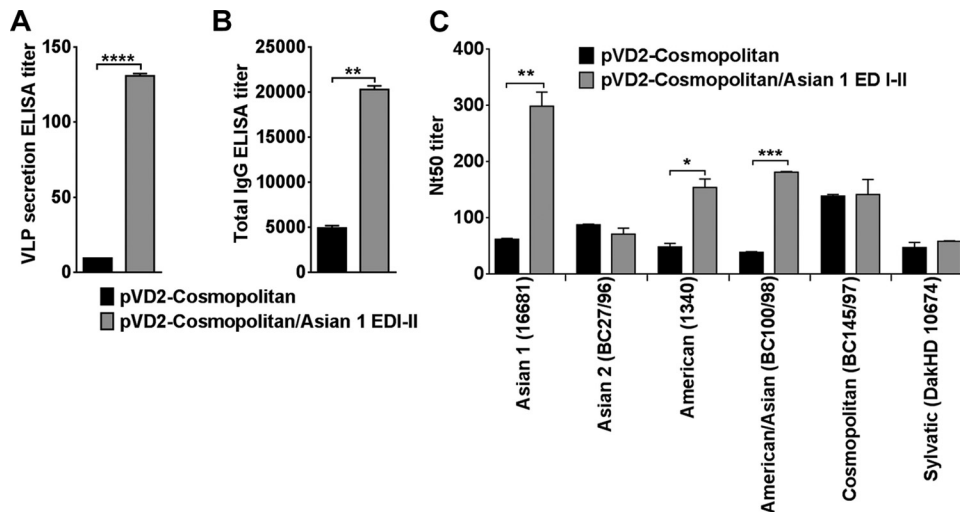 A
VLP secretion ELISA titer
150
100
50
0
****
B
Total IgG ELISA titer
25000
20000
15000
10000
5000
0
**
pVD2-Cosmopolitan
pVD2-Cosmopolitan/Asian 1 EDI-II
C
Nt50 titer
400
300
200
100
0
pVD2-Cosmopolitan
pVD2-Cosmopolitan/Asian 1 ED I-II
**
*
***
Asian 1 (16681)
Asian 2 (BC27/96)
American (1340)
American/Asian (BC100/98)
Cosmopolitan (BC145/97)
Sylvatic (DakHD 10674)